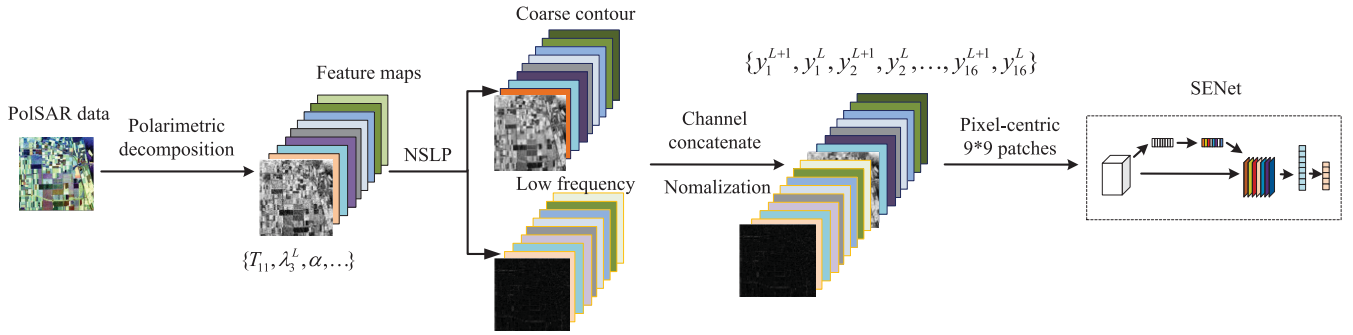 PolSAR data
Polarimetric
decomposition
Feature maps
{T₁₁, λ₃ᴸ, α, ...}
NSLP
Coarse contour
Low frequency
Channel
concatenate
Nomalization
{y₁ᴸ⁺¹, y₁ᴸ, y₂ᴸ⁺¹, y₂ᴸ, ..., y₁₆ᴸ⁺¹, y₁₆ᴸ}
Pixel-centric
9*9 patches
SENet